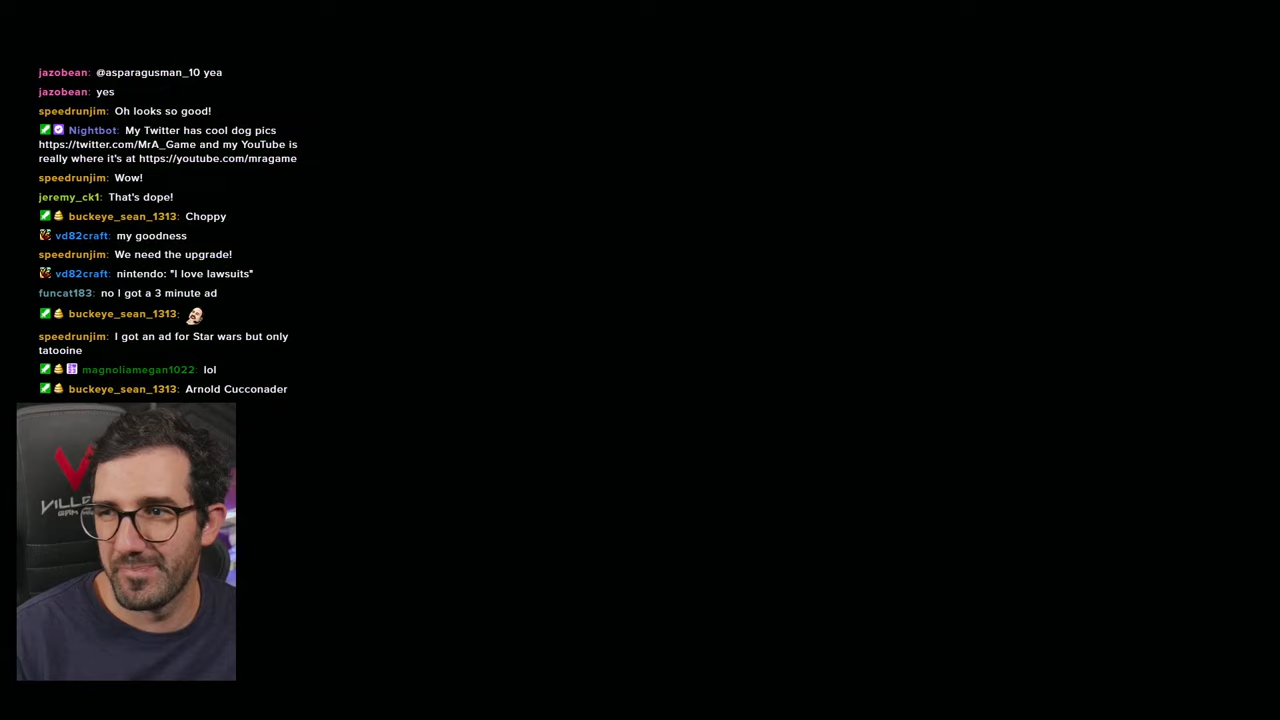 jazobean: @asparagusman_10 yea
jazobean: yes
speedrunjim: Oh looks so good!
Nightbot: My Twitter has cool dog pics
https://twitter.com/MrA_Game and my YouTube is
really where it's at https://youtube.com/mragame
speedrunjim: Wow!
jeremy_ck1: That's dope!
buckeye_sean_1313: Choppy
vd82craft: my goodness
speedrunjim: We need the upgrade!
vd82craft: nintendo: "I love lawsuits"
funcat183: no I got a 3 minute ad
buckeye_sean_1313:
speedrunjim: I got an ad for Star wars but only
tatooine
magnoliamegan1022: lol
buckeye_sean_1313: Arnold Cucconader
V